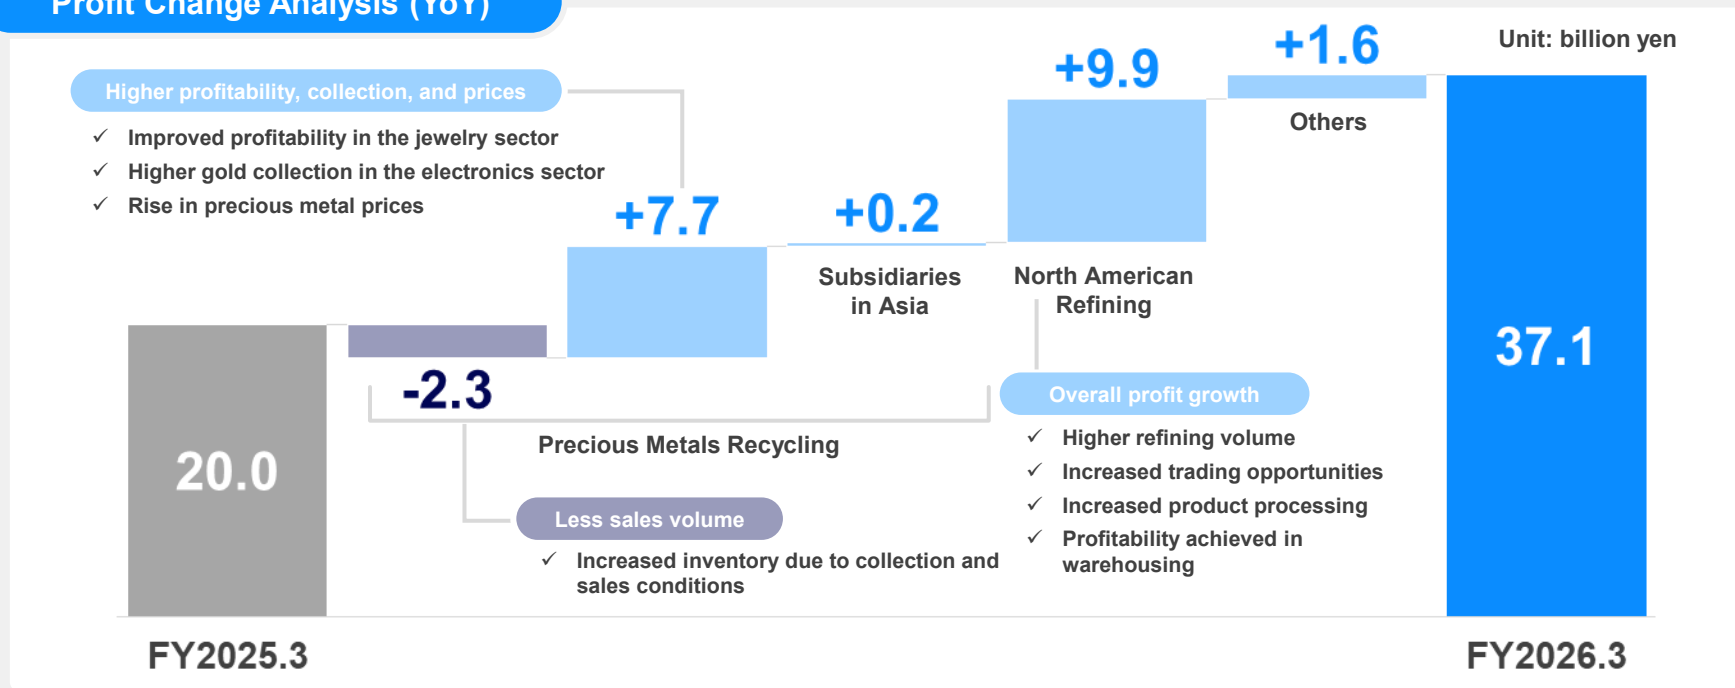 Profit Change Analysis (YoY)
Unit: billion yen
Higher profitability, collection, and prices
✓ Improved profitability in the jewelry sector
✓ Higher gold collection in the electronics sector
✓ Rise in precious metal prices
+7.7
+0.2
+9.9
+1.6
Others
Subsidiaries
in Asia
North American
Refining
20.0
-2.3
37.1
Precious Metals Recycling
Less sales volume
✓ Increased inventory due to collection and
sales conditions
Overall profit growth
✓ Higher refining volume
✓ Increased trading opportunities
✓ Increased product processing
✓ Profitability achieved in
warehousing
FY2025.3
FY2026.3